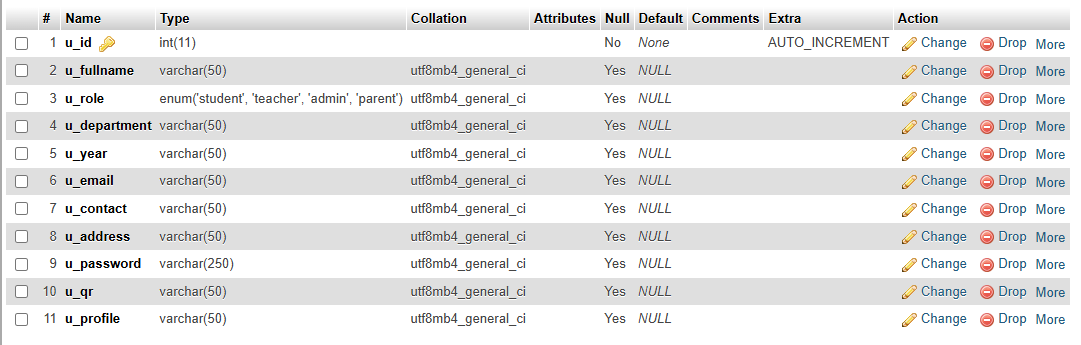 # Name Type Collation Attributes Null Default Comments Extra Action
1 u_id int(11) No None AUTO_INCREMENT Change Drop More
2 u_fullname varchar(50) utf8mb4_general_ci Yes NULL Change Drop More
3 u_role enum('student', 'teacher', 'admin', 'parent') utf8mb4_general_ci Yes NULL Change Drop More
4 u_department varchar(50) utf8mb4_general_ci Yes NULL Change Drop More
5 u_year varchar(50) utf8mb4_general_ci Yes NULL Change Drop More
6 u_email varchar(50) utf8mb4_general_ci Yes NULL Change Drop More
7 u_contact varchar(50) utf8mb4_general_ci Yes NULL Change Drop More
8 u_address varchar(50) utf8mb4_general_ci Yes NULL Change Drop More
9 u_password varchar(250) utf8mb4_general_ci Yes NULL Change Drop More
10 u_qr varchar(50) utf8mb4_general_ci Yes NULL Change Drop More
11 u_profile varchar(50) utf8mb4_general_ci Yes NULL Change Drop More